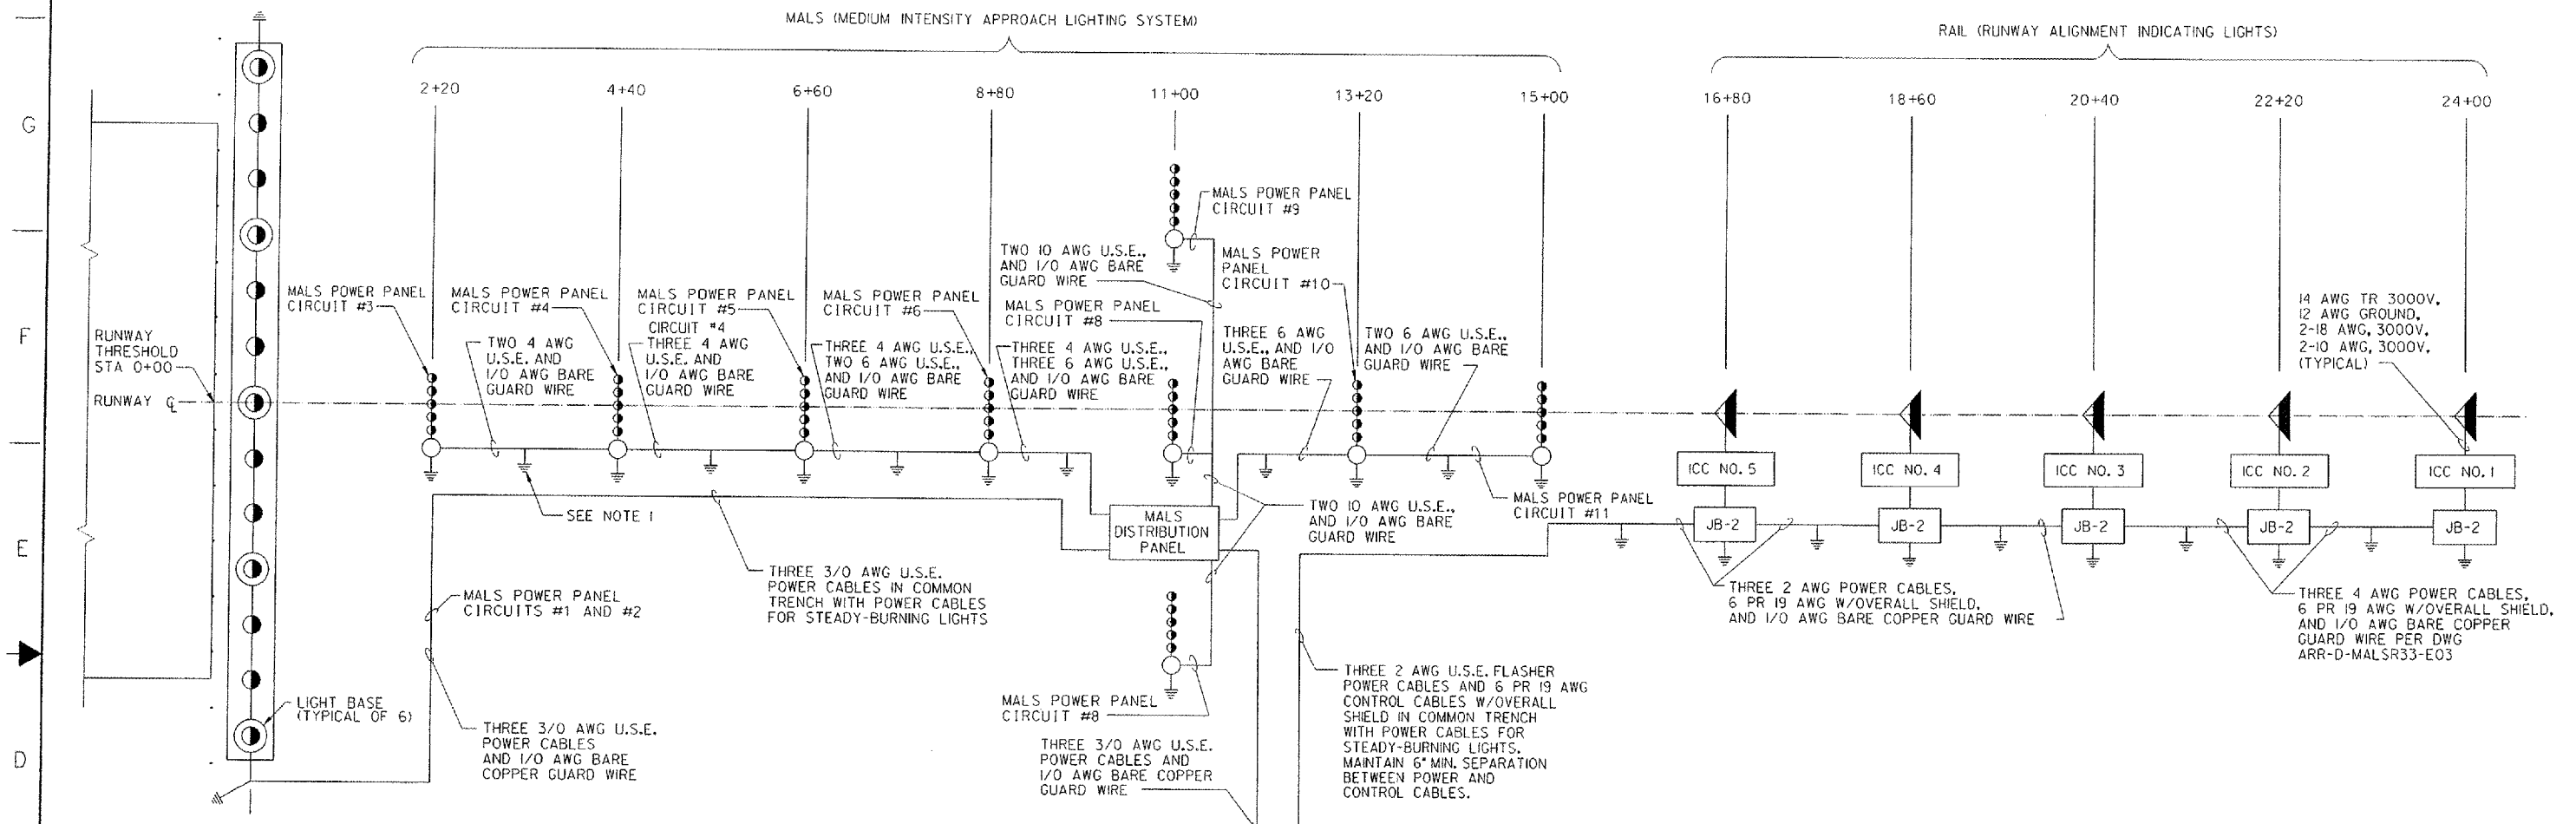 MALS (MEDIUM INTENSITY APPROACH LIGHTING SYSTEM)
RAIL (RUNWAY ALIGNMENT INDICATING LIGHTS)
2+20
4+40
6+60
8+80
11+00
13+20
15+00
16+80
18+60
20+40
22+20
24+00
G
F
E
D
RUNWAY
THRESHOLD
STA 0+00
RUNWAY ℄
MALS POWER PANEL
CIRCUIT #3
MALS POWER PANEL
CIRCUIT #4
MALS POWER PANEL
CIRCUIT #5
CIRCUIT #4
MALS POWER PANEL
CIRCUIT #6
MALS POWER PANEL
CIRCUIT #8
MALS POWER PANEL
CIRCUIT #9
MALS POWER
PANEL
CIRCUIT #10
TWO 10 AWG U.S.E.,
AND 1/0 AWG BARE
GUARD WIRE
TWO 4 AWG
U.S.E. AND
1/0 AWG BARE
GUARD WIRE
THREE 4 AWG
U.S.E. AND
1/0 AWG BARE
GUARD WIRE
THREE 4 AWG U.S.E.,
TWO 6 AWG U.S.E.,
AND 1/0 AWG BARE
GUARD WIRE
THREE 4 AWG U.S.E.,
THREE 6 AWG U.S.E.,
AND 1/0 AWG BARE
GUARD WIRE
THREE 6 AWG
U.S.E., AND 1/0
AWG BARE
GUARD WIRE
TWO 6 AWG U.S.E.,
AND 1/0 AWG BARE
GUARD WIRE
14 AWG TR 3000V,
12 AWG GROUND,
2-18 AWG, 3000V,
2-10 AWG, 3000V,
(TYPICAL)
ICC NO. 5
ICC NO. 4
ICC NO. 3
ICC NO. 2
ICC NO. 1
JB-2
JB-2
JB-2
JB-2
JB-2
SEE NOTE 1
MALS
DISTRIBUTION
PANEL
TWO 10 AWG U.S.E.,
AND 1/0 AWG BARE
GUARD WIRE
MALS POWER PANEL
CIRCUIT #11
THREE 3/0 AWG U.S.E.
POWER CABLES IN COMMON
TRENCH WITH POWER CABLES
FOR STEADY-BURNING LIGHTS
MALS POWER PANEL
CIRCUITS #1 AND #2
THREE 2 AWG POWER CABLES,
6 PR 19 AWG W/OVERALL SHIELD,
AND 1/0 AWG BARE COPPER GUARD WIRE
THREE 4 AWG POWER CABLES,
6 PR 19 AWG W/OVERALL SHIELD,
AND 1/0 AWG BARE COPPER
GUARD WIRE PER DWG
ARR-D-MALSR33-E03
LIGHT BASE
(TYPICAL OF 6)
THREE 3/0 AWG U.S.E.
POWER CABLES
AND 1/0 AWG BARE
COPPER GUARD WIRE
MALS POWER PANEL
CIRCUIT #8
THREE 3/0 AWG U.S.E.
POWER CABLES AND
1/0 AWG BARE COPPER
GUARD WIRE
THREE 2 AWG U.S.E. FLASHER
POWER CABLES AND 6 PR 19 AWG
CONTROL CABLES W/OVERALL
SHIELD IN COMMON TRENCH
WITH POWER CABLES FOR
STEADY-BURNING LIGHTS.
MAINTAIN 6" MIN. SEPARATION
BETWEEN POWER AND
CONTROL CABLES.